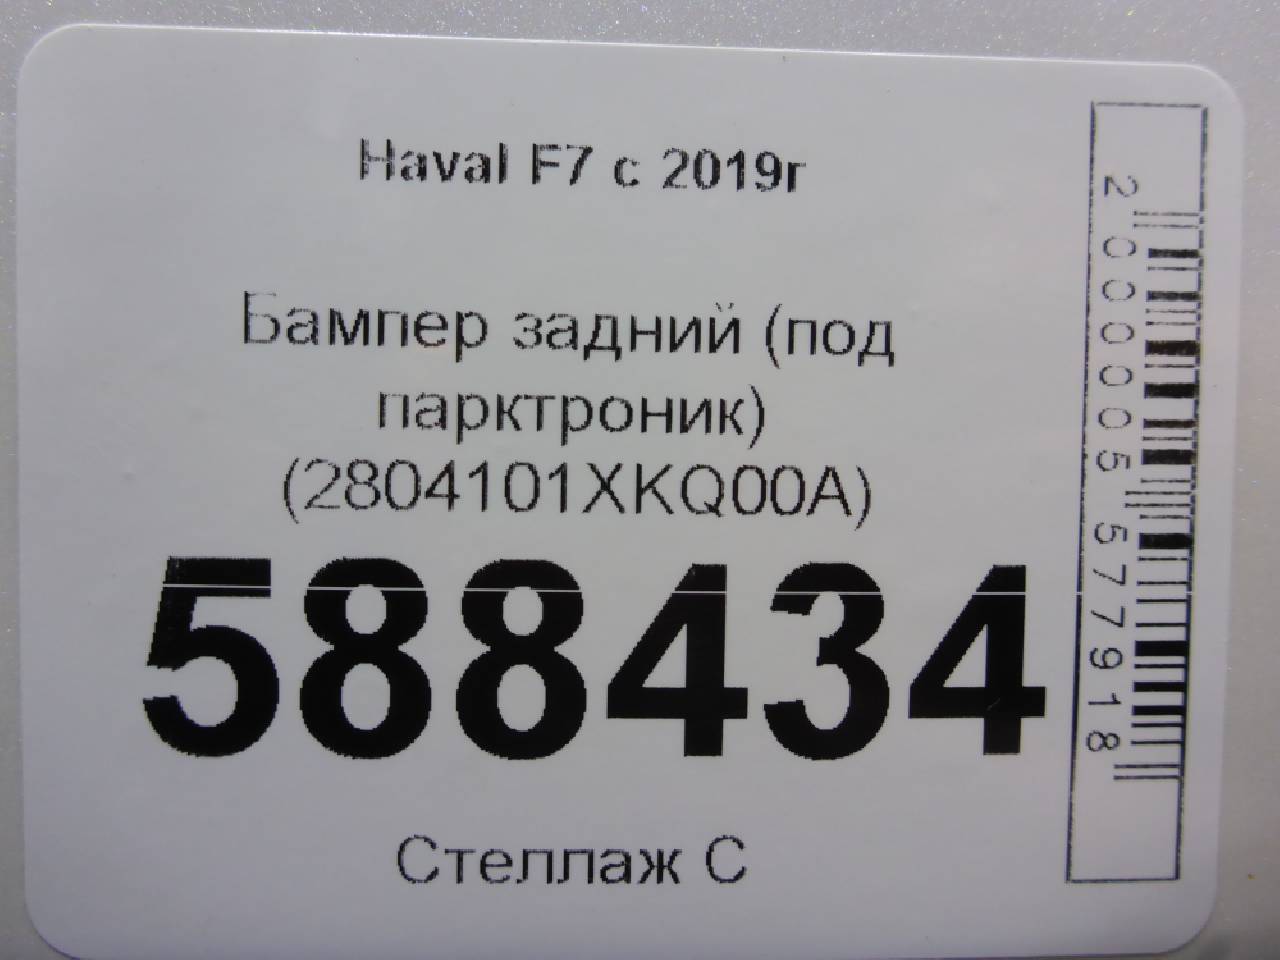 Haval F7 с 2019г
Бампер задний (под
парктроник)
(2804101XKQ00A)
588434
Стеллаж С
2000005577918